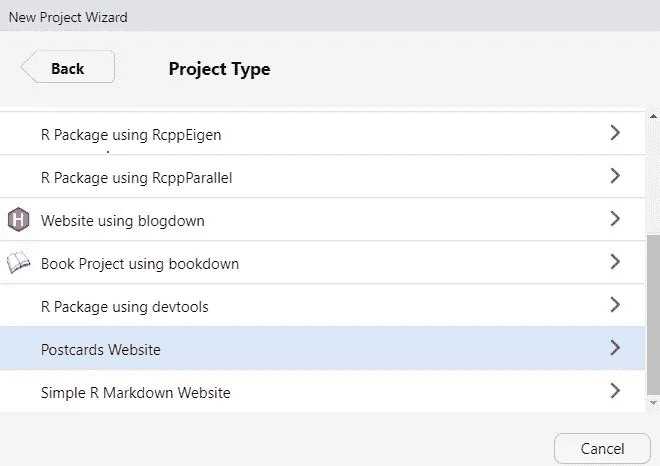 New Project Wizard
Back
Project Type
R Package using RcppEigen
R Package using RcppParallel
H Website using blogdown
Book Project using bookdown
R Package using devtools
Postcards Website
Simple R Markdown Website
Cancel